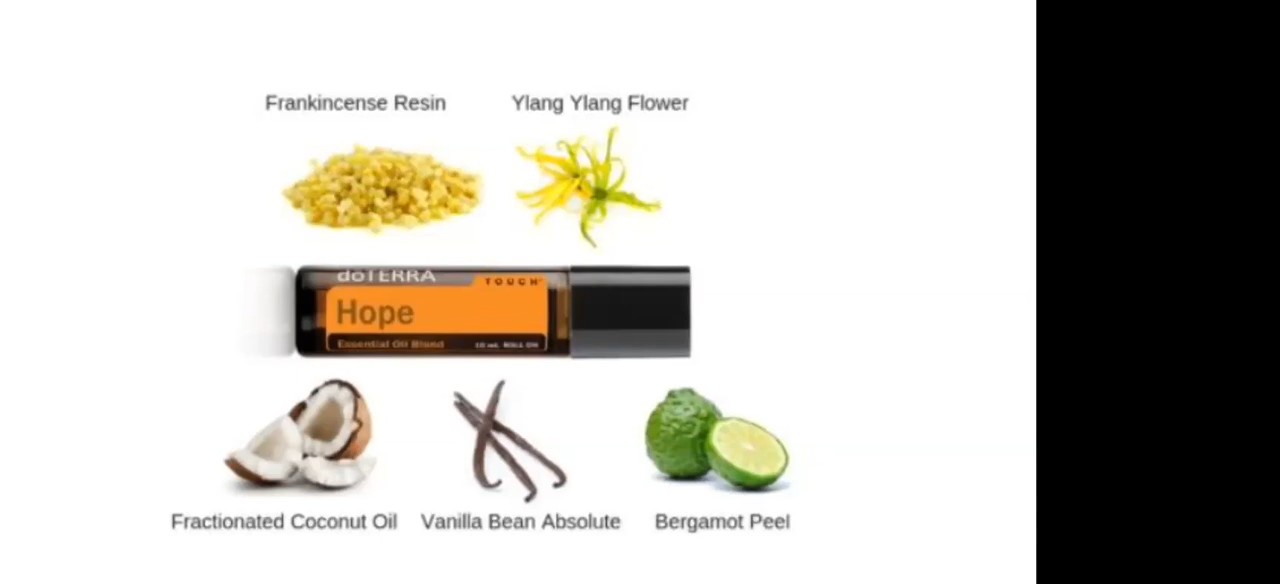 Frankincense Resin
Ylang Ylang Flower
dōTERRA
TOUCH
Hope
Essential Oil Blend
10 mL ROLL ON
Fractionated Coconut Oil
Vanilla Bean Absolute
Bergamot Peel